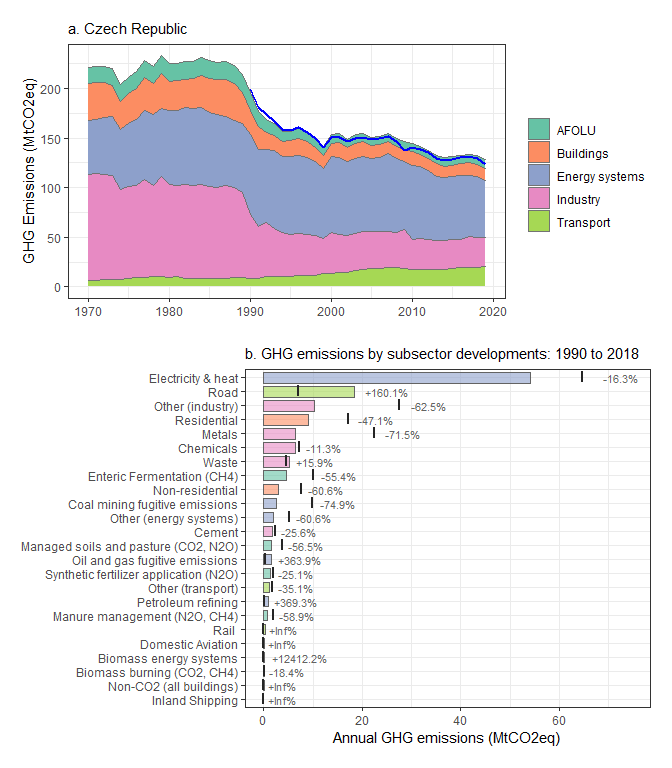 a. Czech Republic
GHG Emissions (MtCO2eq)
200
150
100
50
0
1970
1980
1990
2000
2010
2020
AFOLU
Buildings
Energy systems
Industry
Transport
b. GHG emissions by subsector developments: 1990 to 2018
Electricity & heat -16.3%
Road +160.1%
Other (industry) -62.5%
Residential -47.1%
Metals -71.5%
Chemicals -11.3%
Waste +15.9%
Enteric Fermentation (CH4) -55.4%
Non-residential -60.6%
Coal mining fugitive emissions -74.9%
Other (energy systems) -60.6%
Cement -25.6%
Managed soils and pasture (CO2, N2O) -56.5%
Oil and gas fugitive emissions +363.9%
Synthetic fertilizer application (N2O) -25.1%
Other (transport) -35.1%
Petroleum refining +369.3%
Manure management (N2O, CH4) -58.9%
Rail +Inf%
Domestic Aviation +Inf%
Biomass energy systems +12412.2%
Biomass burning (CO2, CH4) -18.4%
Non-CO2 (all buildings) +Inf%
Inland Shipping +Inf%
0
20
40
60
Annual GHG emissions (MtCO2eq)